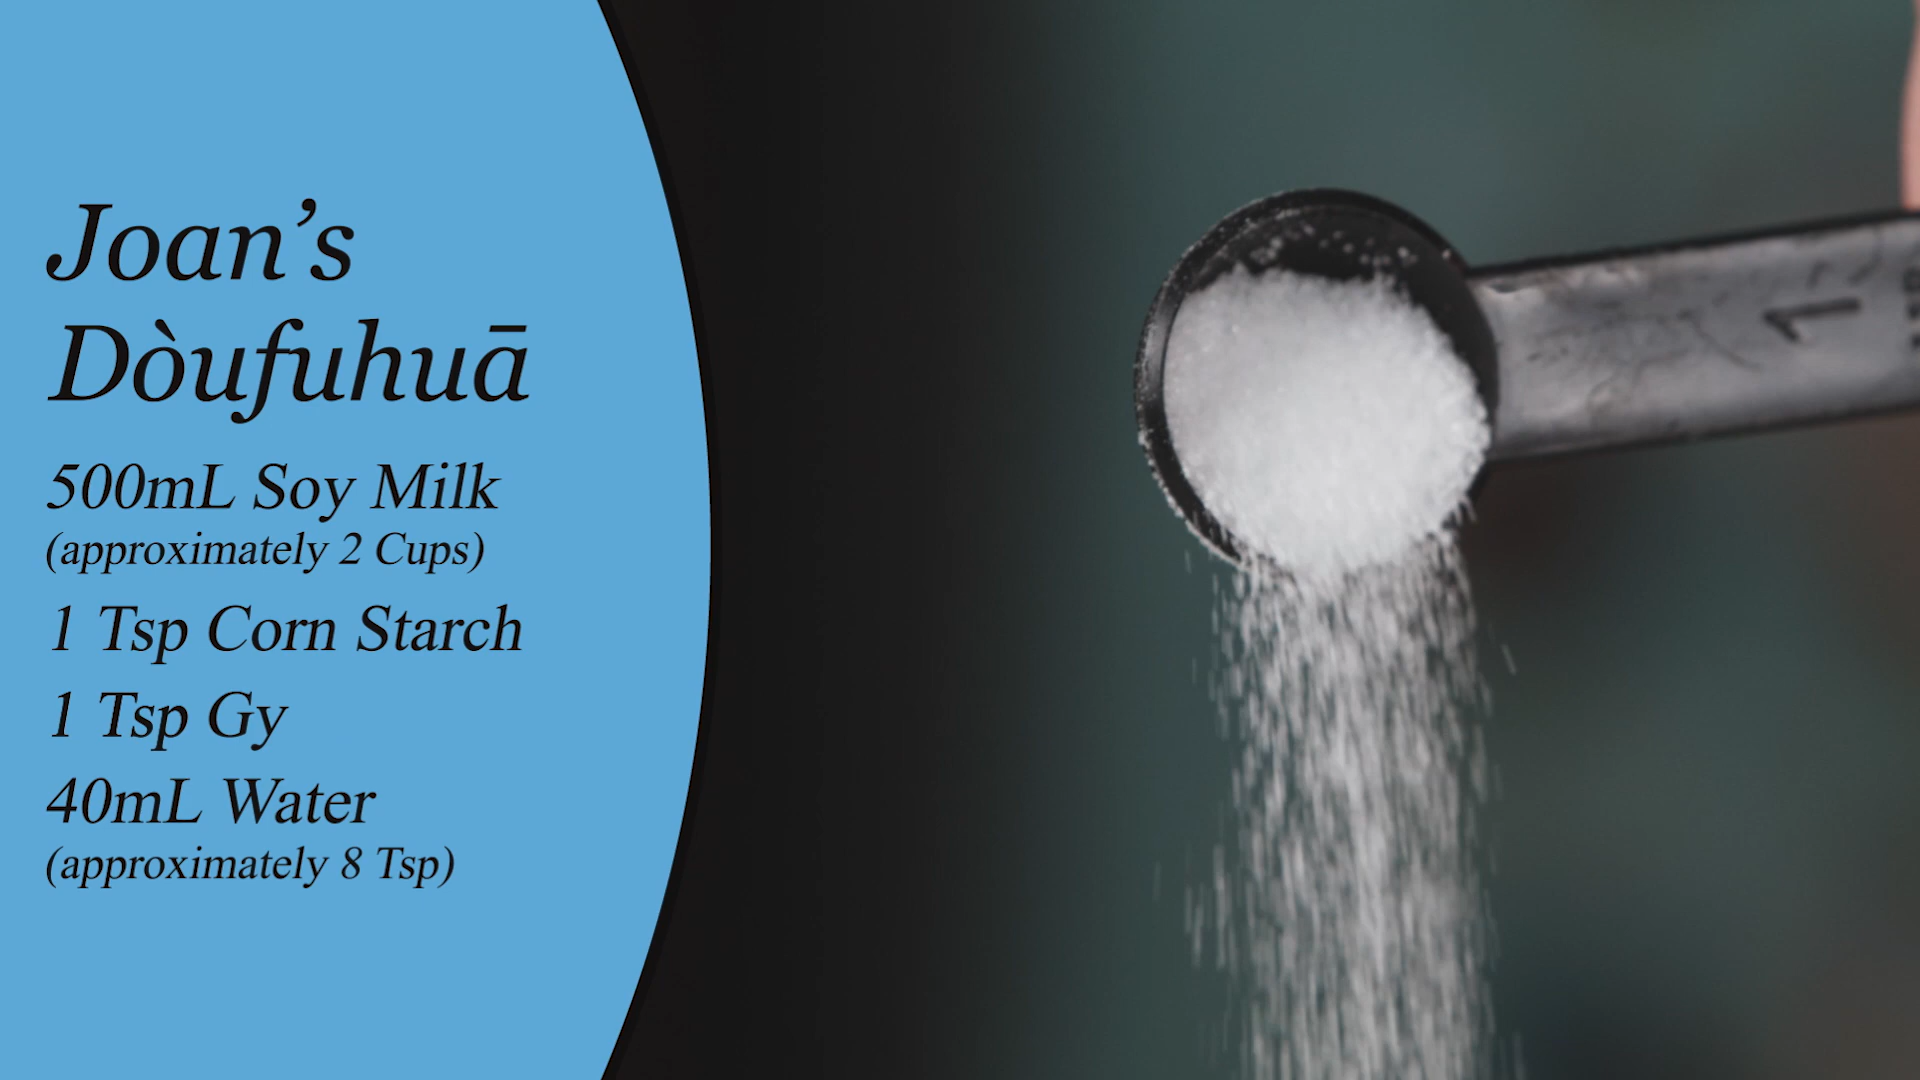 Joan’s
Dòufuhuā
500mL Soy Milk
(approximately 2 Cups)
1 Tsp Corn Starch
1 Tsp Gy
40mL Water
(approximately 8 Tsp)
1